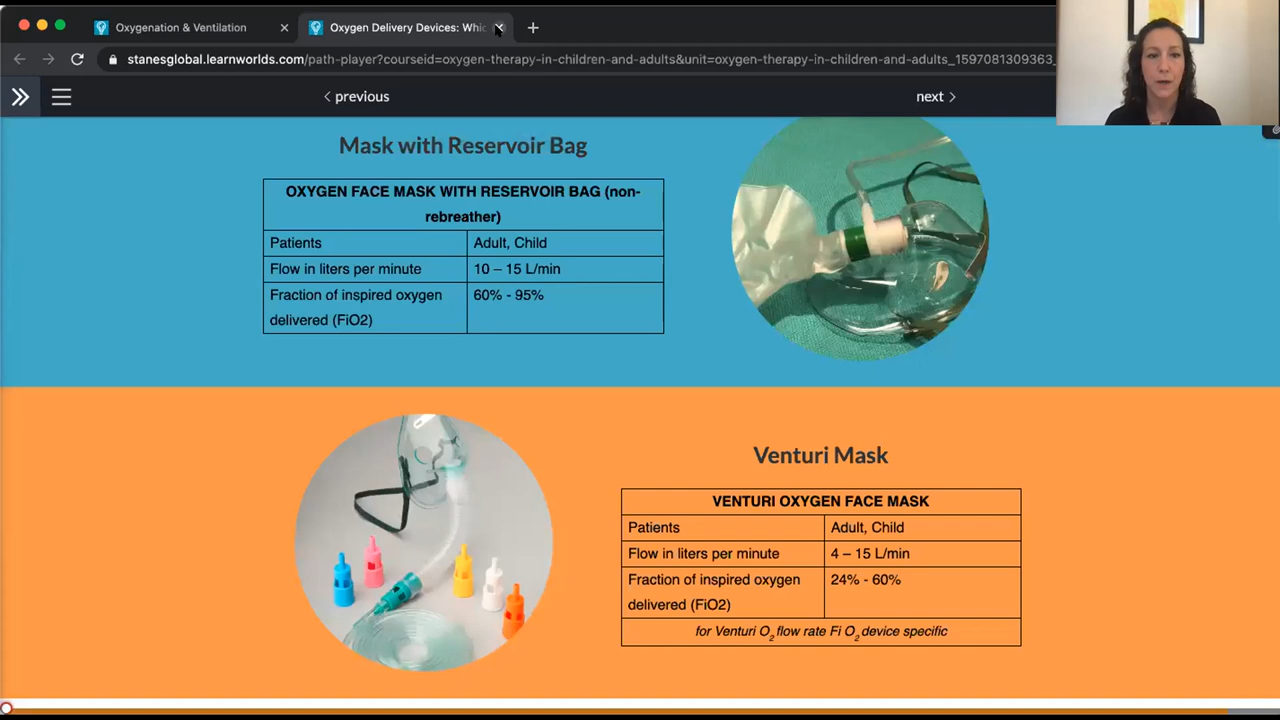 Oxygenation & Ventilation
Oxygen Delivery Devices: Whi
stanesglobal.learnworlds.com/path-player?courseid=oxygen-therapy-in-children-and-adults&unit=oxygen-therapy-in-children-and-adults_1597081309363_
previous
next
Mask with Reservoir Bag
OXYGEN FACE MASK WITH RESERVOIR BAG (non-
rebreather)
Patients Adult, Child
Flow in liters per minute 10 – 15 L/min
Fraction of inspired oxygen 60% - 95%
delivered (FiO2)
Venturi Mask
VENTURI OXYGEN FACE MASK
Patients Adult, Child
Flow in liters per minute 4 – 15 L/min
Fraction of inspired oxygen 24% - 60%
delivered (FiO2)
for Venturi O2 flow rate Fi O2 device specific